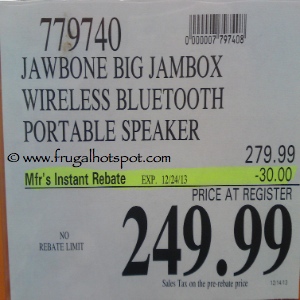 779740
0000007 797408
JAWBONE BIG JAMBOX
WIRELESS BLUETOOTH
PORTABLE SPEAKER
© www.frugalhotspot.com
279.99
Mfr's Instant Rebate EXP. 12/24/13 -30.00
PRICE AT REGISTER
NO
REBATE LIMIT
249.99
Sales Tax on the pre-rebate price